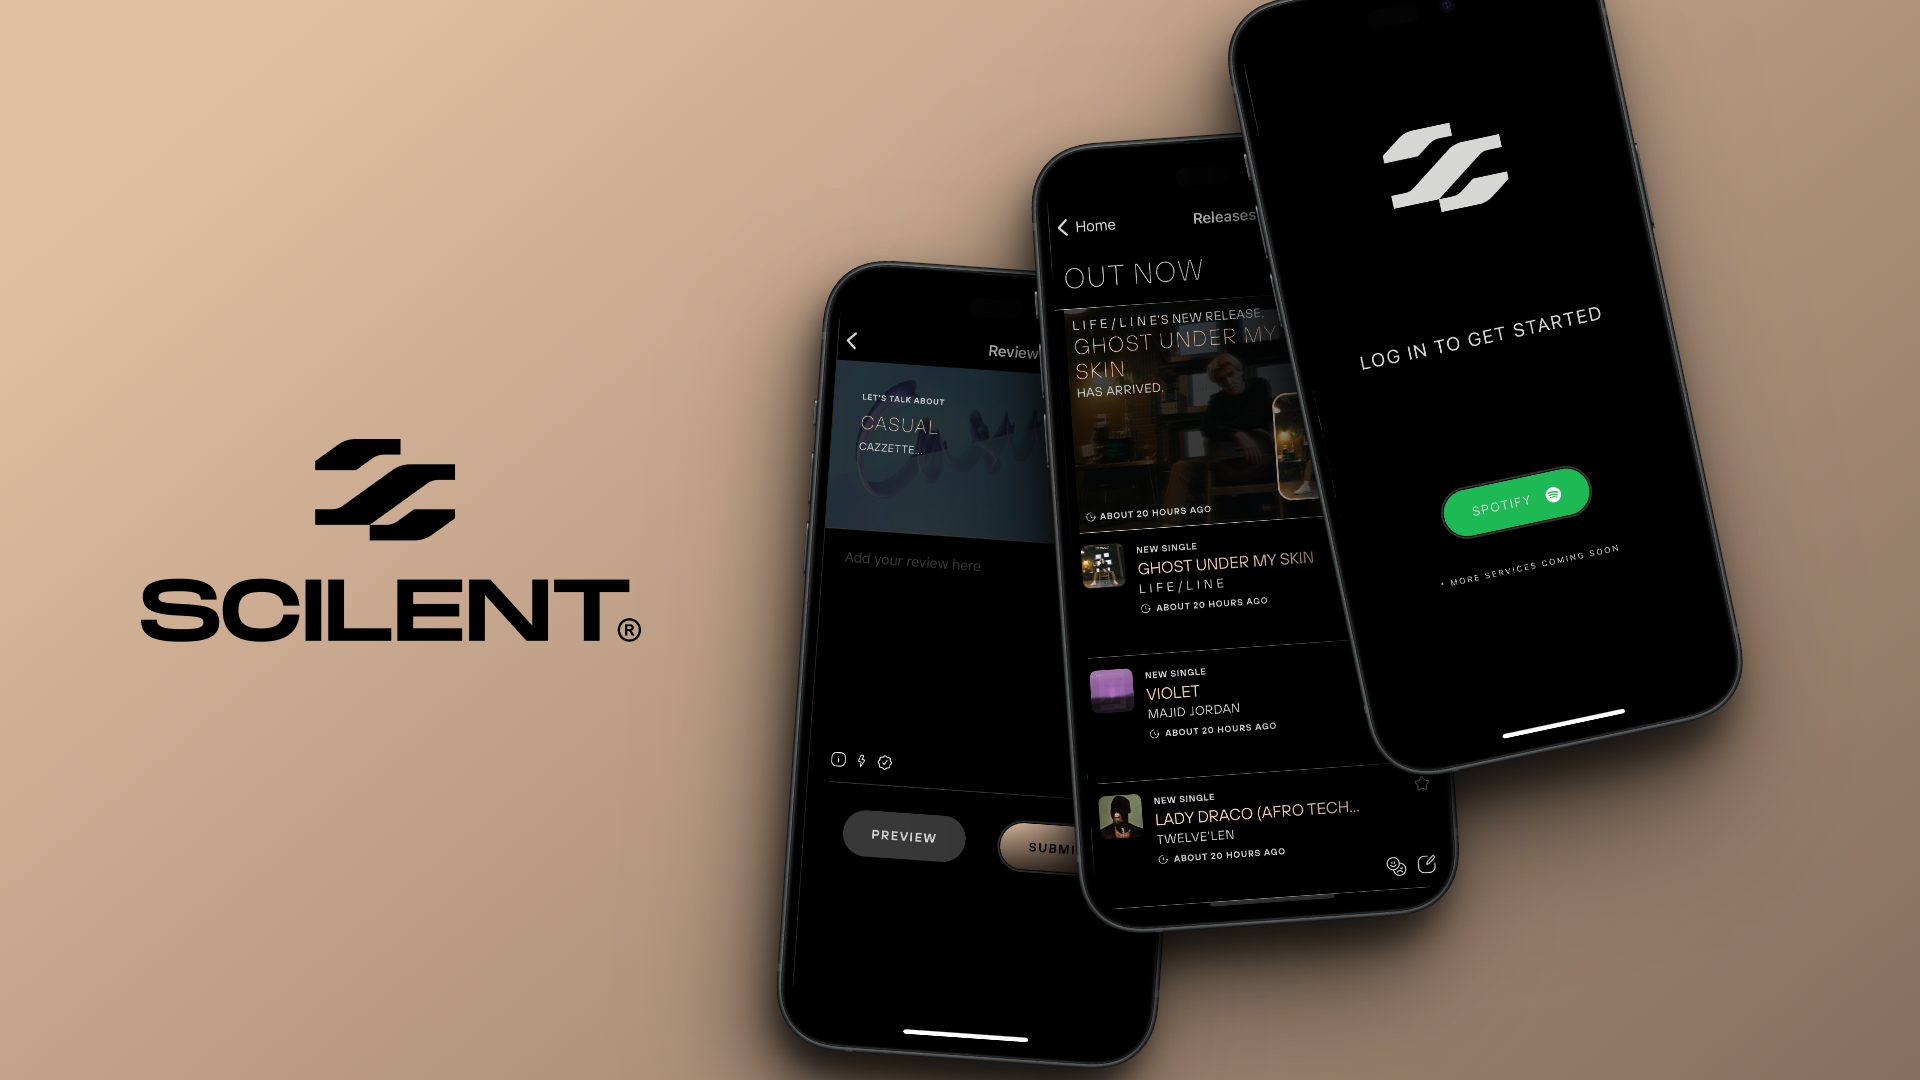 SCILENT®
Review
LET'S TALK ABOUT
CASUAL
CAZZETTE...
Add your review here
PREVIEW
Home
Releases
OUT NOW
LIFE/LINE'S NEW RELEASE,
GHOST UNDER MY
SKIN
HAS ARRIVED.
ABOUT 20 HOURS AGO
NEW SINGLE
GHOST UNDER MY SKIN
LIFE/LINE
ABOUT 20 HOURS AGO
NEW SINGLE
VIOLET
MAJID JORDAN
ABOUT 20 HOURS AGO
NEW SINGLE
LADY DRACO (AFRO TECH...
TWELVE'LEN
ABOUT 20 HOURS AGO
LOG IN TO GET STARTED
SPOTIFY
* MORE SERVICES COMING SOON